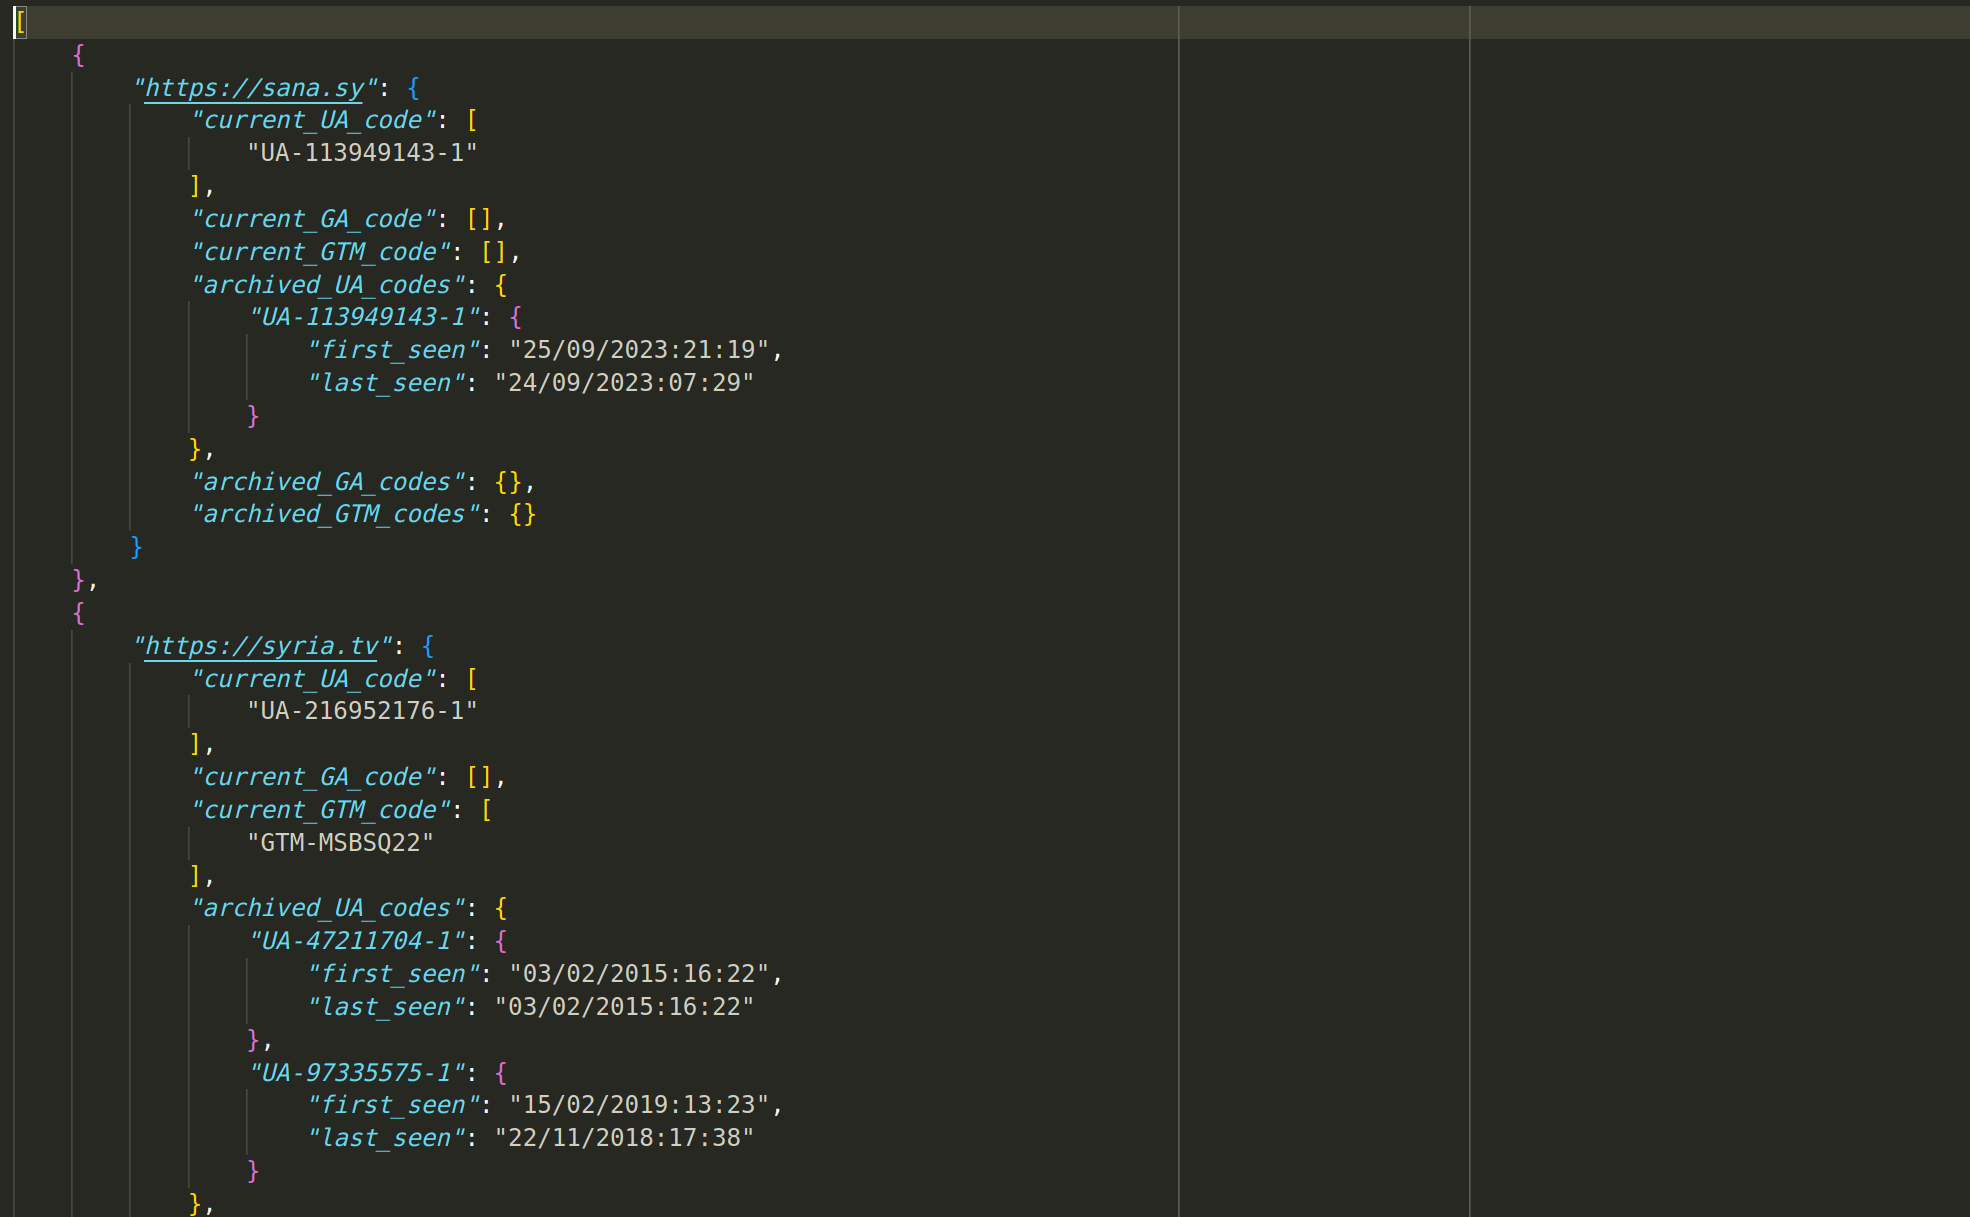 [
    {
        "https://sana.sy": {
            "current_UA_code": [
                "UA-113949143-1"
            ],
            "current_GA_code": [],
            "current_GTM_code": [],
            "archived_UA_codes": {
                "UA-113949143-1": {
                    "first_seen": "25/09/2023:21:19",
                    "last_seen": "24/09/2023:07:29"
                }
            },
            "archived_GA_codes": {},
            "archived_GTM_codes": {}
        }
    },
    {
        "https://syria.tv": {
            "current_UA_code": [
                "UA-216952176-1"
            ],
            "current_GA_code": [],
            "current_GTM_code": [
                "GTM-MSBSQ22"
            ],
            "archived_UA_codes": {
                "UA-47211704-1": {
                    "first_seen": "03/02/2015:16:22",
                    "last_seen": "03/02/2015:16:22"
                },
                "UA-97335575-1": {
                    "first_seen": "15/02/2019:13:23",
                    "last_seen": "22/11/2018:17:38"
                }
            },